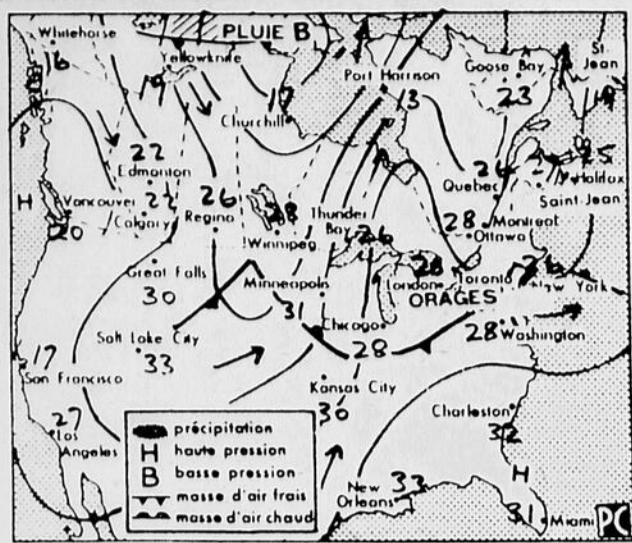 PLUIE B
Whitehorse
16
Yellowknife
19
Port Harrison
13
Goose Bay
23
St. Jean
19
Churchill
17
22
Edmonton
Vancouver
20
Calgary
22
26
Regina
28
Winnipeg
Thunder Bay
26
26
Quebec
25
Halifax
Saint Jean
28
Montreal
Ottawa
H
Great Falls
30
Minneapolis
31
London
28
Toronto
26
New York
ORAGES
Salt Lake City
33
Chicago
28
28
Washington
17
San Francisco
Kansas City
30
27
Los Angeles
Charleston
32
H
New Orleans
33
31
Miami
précipitation
H haute pression
B basse pression
masse d'air frais
masse d'air chaud
PC